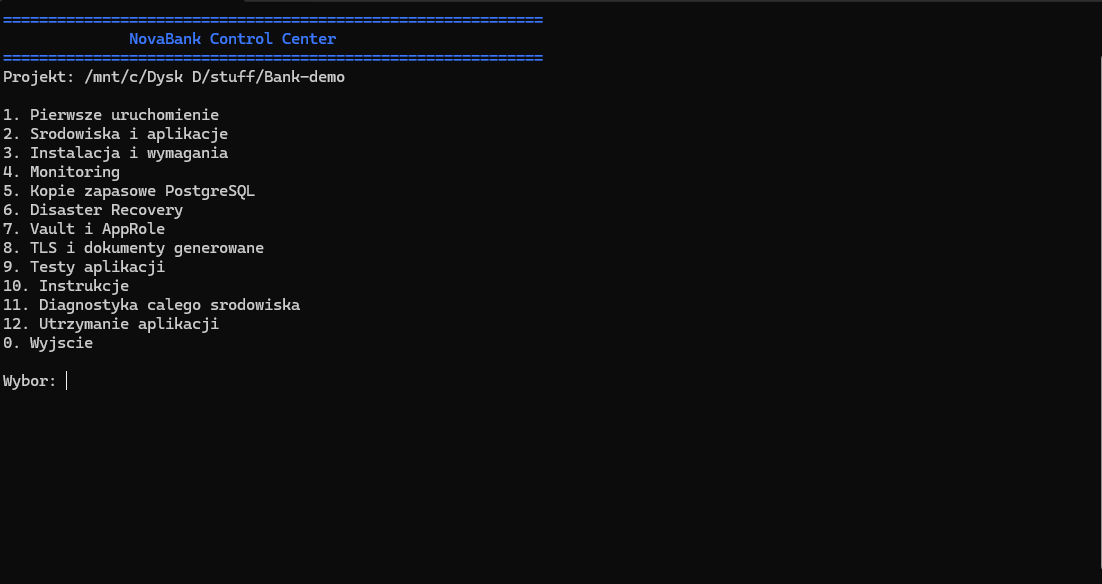 ============================================================
NovaBank Control Center
============================================================
Projekt: /mnt/c/Dysk D/stuff/Bank-demo
1. Pierwsze uruchomienie
2. Srodowiska i aplikacje
3. Instalacja i wymagania
4. Monitoring
5. Kopie zapasowe PostgreSQL
6. Disaster Recovery
7. Vault i AppRole
8. TLS i dokumenty generowane
9. Testy aplikacji
10. Instrukcje
11. Diagnostyka calego srodowiska
12. Utrzymanie aplikacji
0. Wyjscie
Wybor: